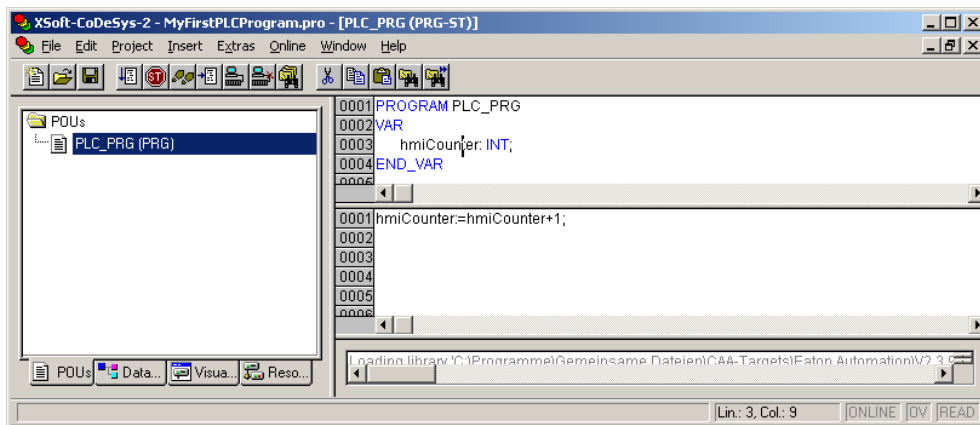 XSoft-CoDeSys-2 - MyFirstPLCProgram.pro - [PLC_PRG (PRG-ST)]
File Edit Project Insert Extras Online Window Help
POUs
PLC_PRG (PRG)
0001 PROGRAM PLC_PRG
0002 VAR
0003 hmiCounter: INT;
0004 END_VAR
0001 hmiCounter:=hmiCounter+1;
0002
0003
0004
0005
0006
Loading library 'C:\Programme\Gemeinsame Dateien\CAA-Targets\Eaton Automation\V2.3.9
POUs Data... Visua... Reso...
Lin.: 3, Col.: 9 ONLINE OV READ